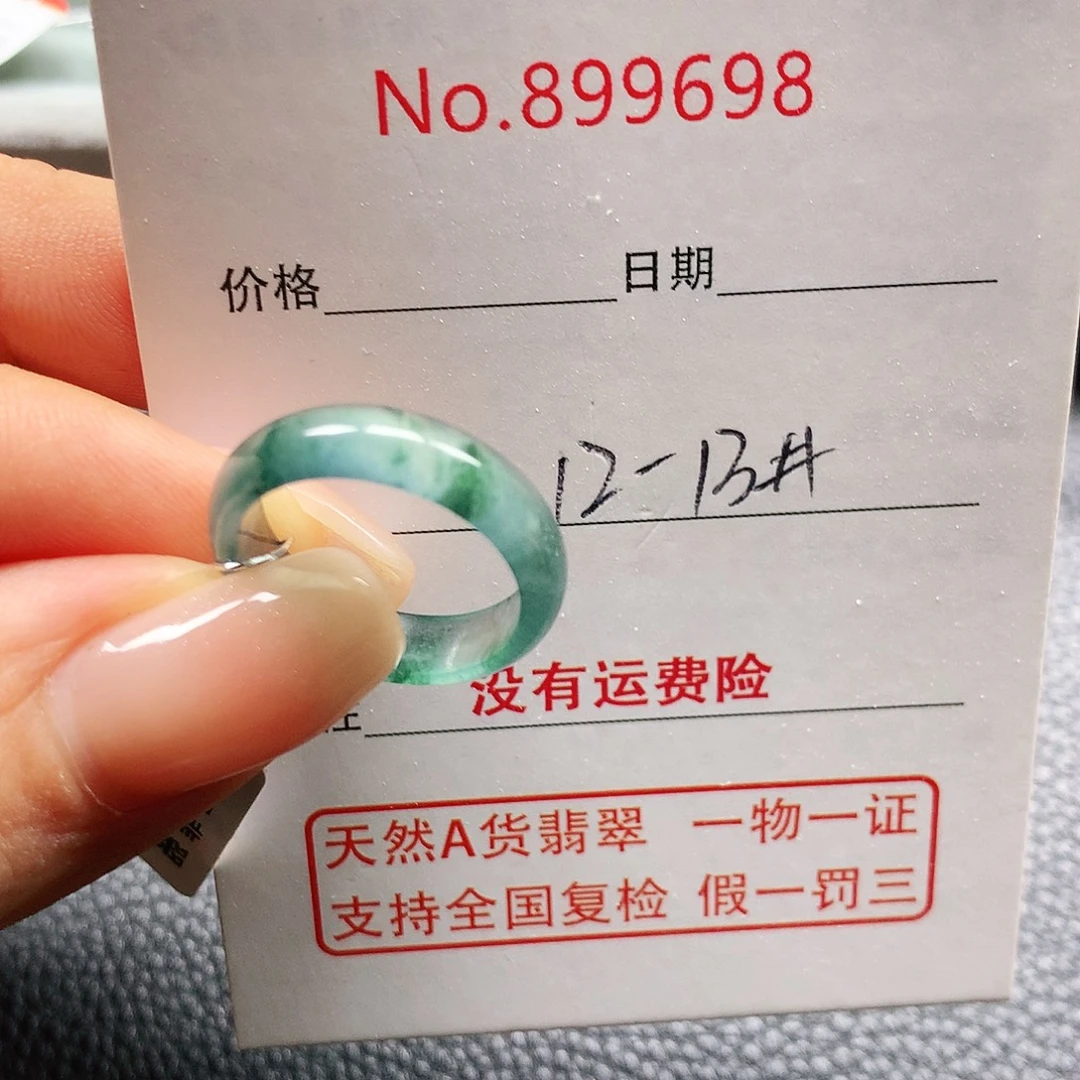 No.899698
价格 日期
12-13#
没有运费险
天然A货翡翠 一物一证
支持全国复检 假一罚三